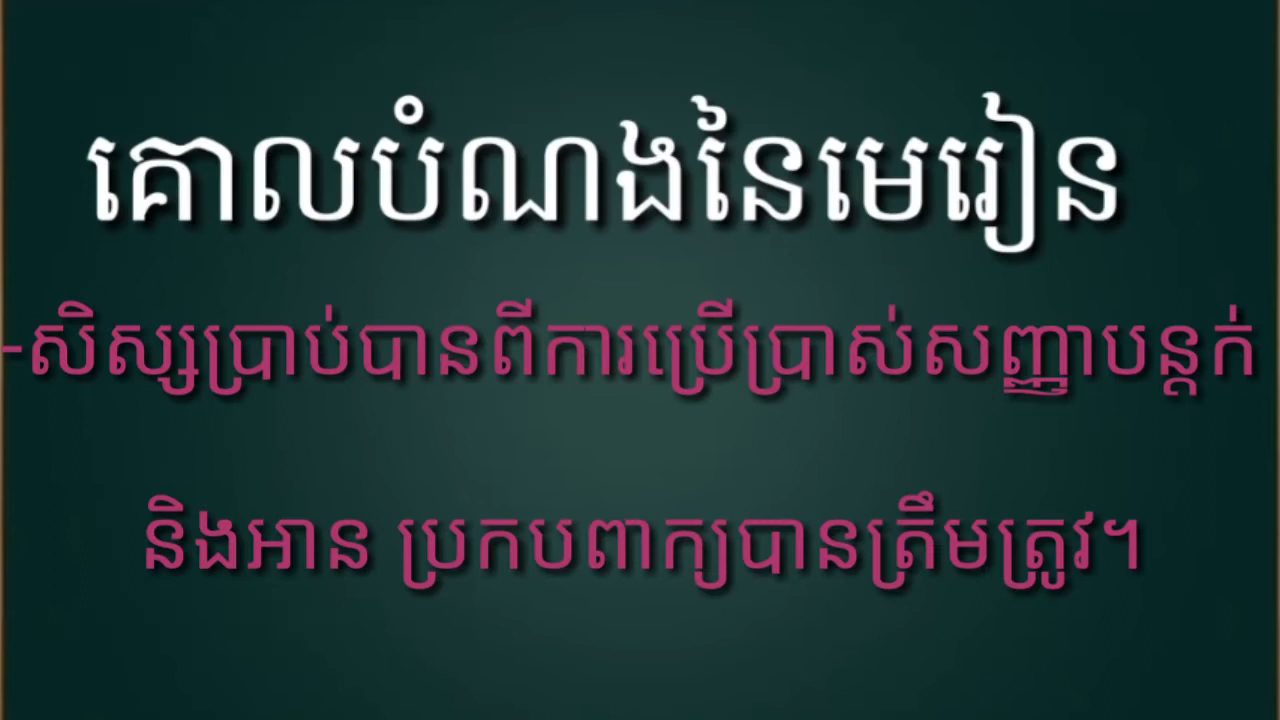 គោលបំណងនៃមេរៀន
-សិស្សប្រាប់បានពីការប្រើប្រាស់សញ្ញាបន្តក់
និងអាន ប្រកបពាក្យបានត្រឹមត្រូវ។